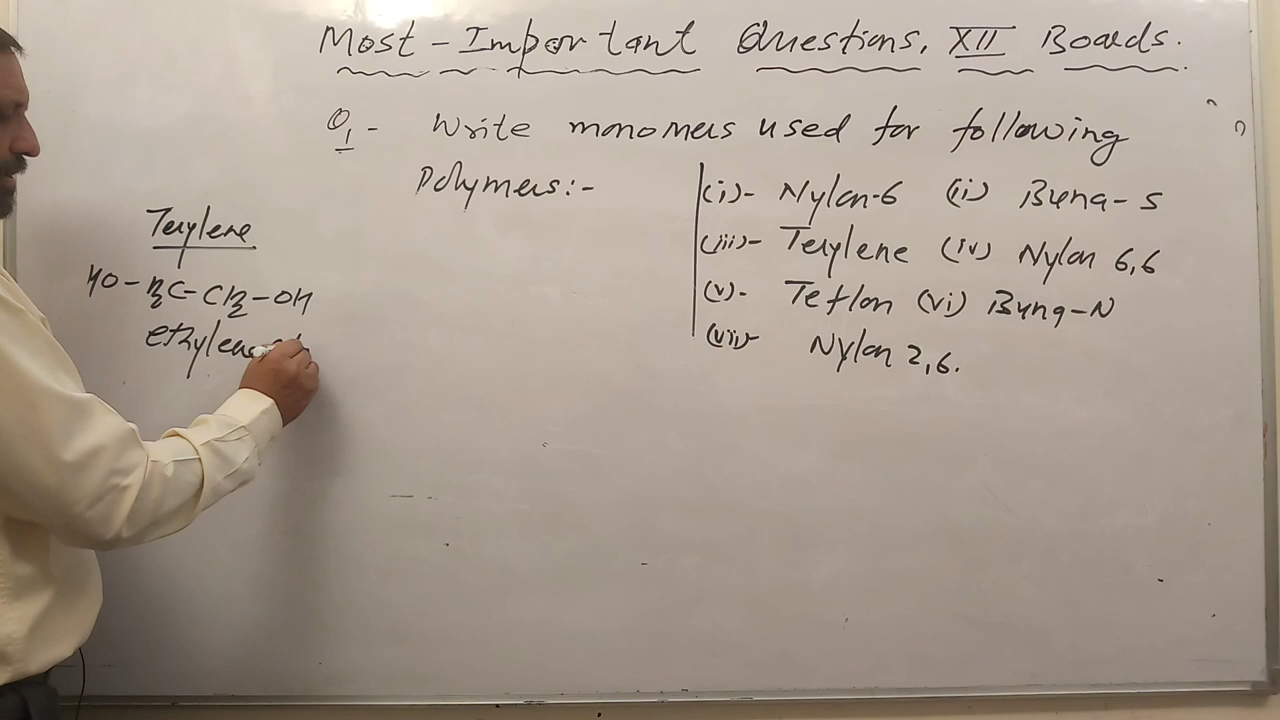 Most-Important Questions, XII Boards.
Q1- Write monomers used for following
Polymers:-
(i)- Nylon-6 (ii) Buna-S
(iii)- Terylene (iv) Nylon 6,6
(v)- Teflon (vi) Buna-N
(vii)- Nylon 2,6.
Terylene
HO-H2C-CH2-OH
ethylene